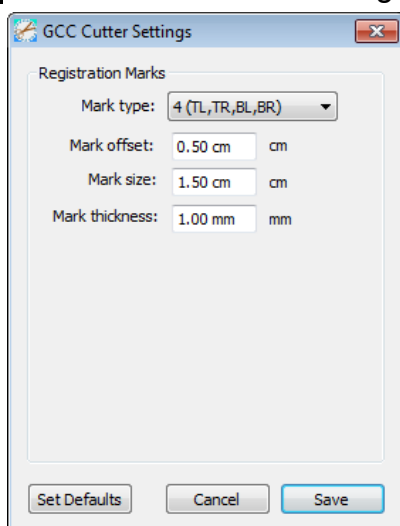 GCC Cutter Settings
Registration Marks
Mark type: 4 (TL,TR,BL,BR)
Mark offset: 0.50 cm cm
Mark size: 1.50 cm cm
Mark thickness: 1.00 mm mm
Set Defaults Cancel Save